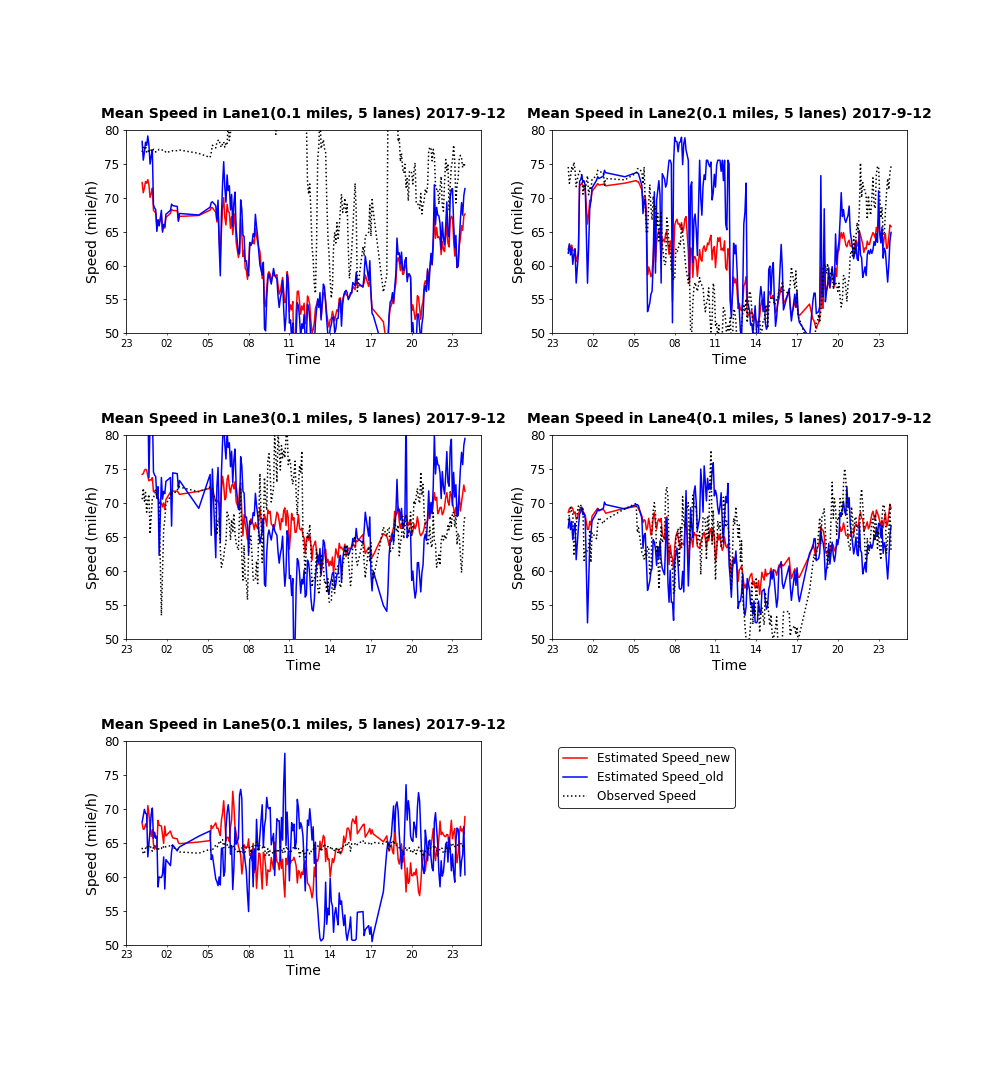 Mean Speed in Lane1(0.1 miles, 5 lanes) 2017-9-12
80
75
70
65
60
55
50
Speed (mile/h)
23 02 05 08 11 14 17 20 23
Time
Mean Speed in Lane2(0.1 miles, 5 lanes) 2017-9-12
80
75
70
65
60
55
50
Speed (mile/h)
23 02 05 08 11 14 17 20 23
Time
Mean Speed in Lane3(0.1 miles, 5 lanes) 2017-9-12
80
75
70
65
60
55
50
Speed (mile/h)
23 02 05 08 11 14 17 20 23
Time
Mean Speed in Lane4(0.1 miles, 5 lanes) 2017-9-12
80
75
70
65
60
55
50
Speed (mile/h)
23 02 05 08 11 14 17 20 23
Time
Mean Speed in Lane5(0.1 miles, 5 lanes) 2017-9-12
80
75
70
65
60
55
50
Speed (mile/h)
23 02 05 08 11 14 17 20 23
Time
Estimated Speed_new
Estimated Speed_old
Observed Speed